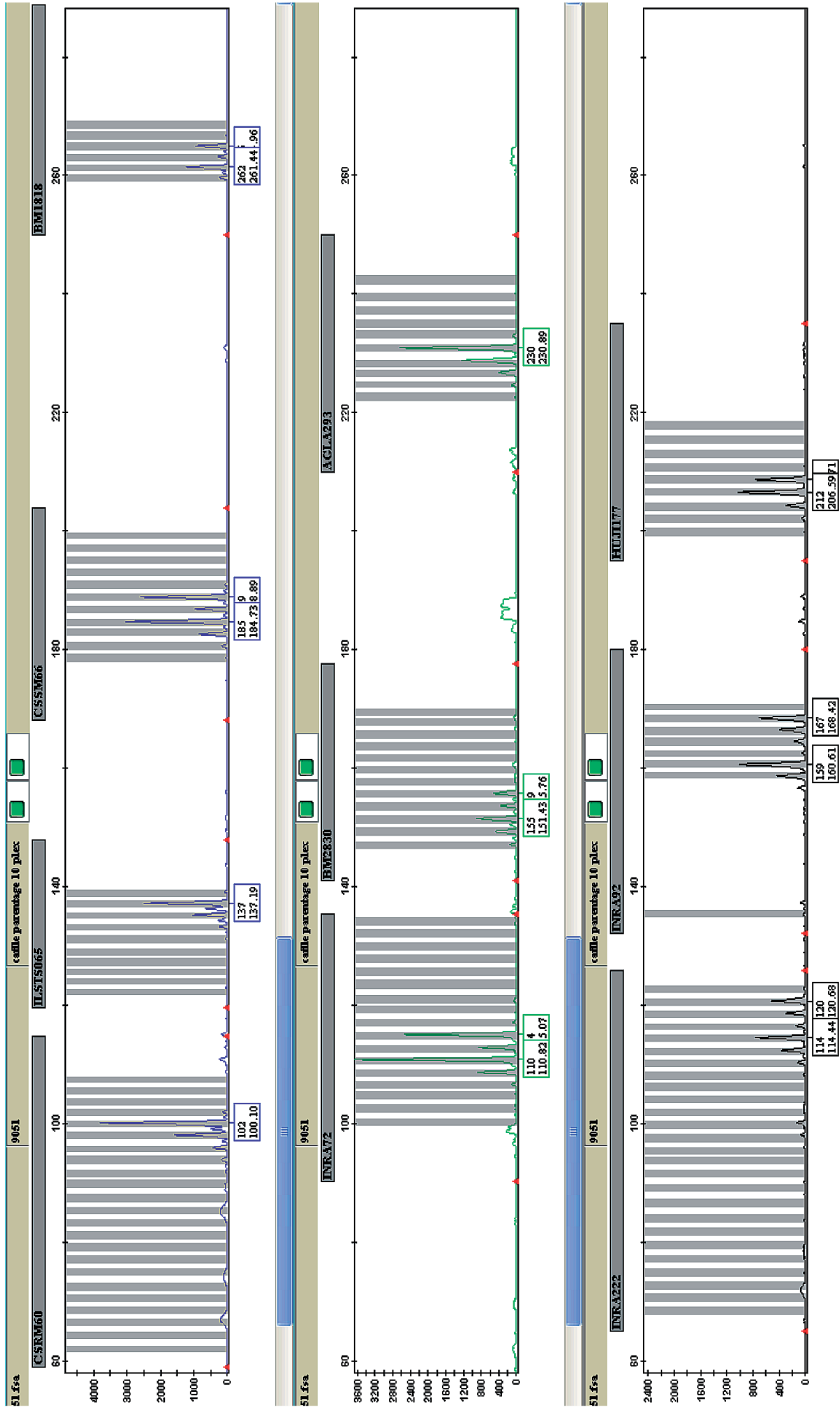 51.fsa 9051 cattle parentage 10 plex
CSRM60 ILSTS065 CSSM66 BM1818
60 100 140 180 220 260
4000
3000
2000
1000
0
102 137 185 9 262
100.10 137.19 184.73 8.89 261.44 .96
51.fsa 9051 cattle parentage 10 plex
INRA72 BM2830 ACLA293
60 100 140 180 220 260
3600
3200
2800
2400
2000
1600
1200
800
400
0
110 4 155 9 230
110.82 5.07 151.43 5.76 230.89
51.fsa 9051 cattle parentage 10 plex
INRA222 INRA92 HUJI177
60 100 140 180 220 260
2400
2000
1600
1200
800
400
0
114 120 159 167 212
114.44 120.68 160.61 168.42 206.59 71